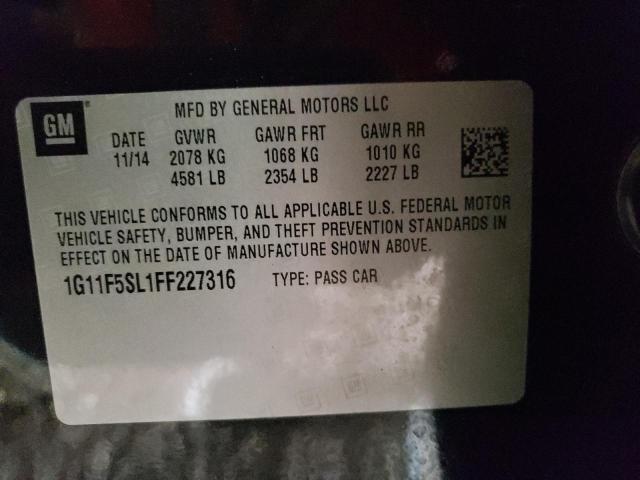 GM
MFD BY GENERAL MOTORS LLC
DATE GVWR GAWR FRT GAWR RR
11/14 2078 KG 1068 KG 1010 KG
4581 LB 2354 LB 2227 LB
THIS VEHICLE CONFORMS TO ALL APPLICABLE U.S. FEDERAL MOTOR
VEHICLE SAFETY, BUMPER, AND THEFT PREVENTION STANDARDS IN
EFFECT ON THE DATE OF MANUFACTURE SHOWN ABOVE.
1G11F5SL1FF227316 TYPE: PASS CAR